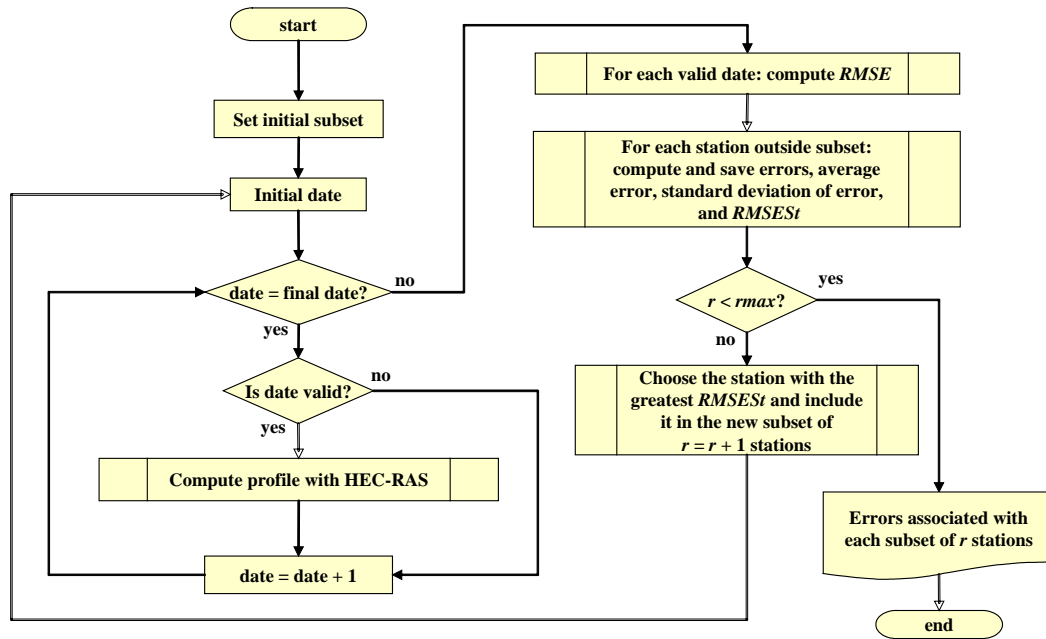 start
Set initial subset
Initial date
date = final date?
no
yes
Is date valid?
no
yes
Compute profile with HEC-RAS
date = date + 1
For each valid date: compute RMSE
For each station outside subset:
compute and save errors, average
error, standard deviation of error,
and RMSESt
r < rmax?
yes
no
Choose the station with the
greatest RMSESt and include
it in the new subset of
r = r + 1 stations
Errors associated with
each subset of r stations
end